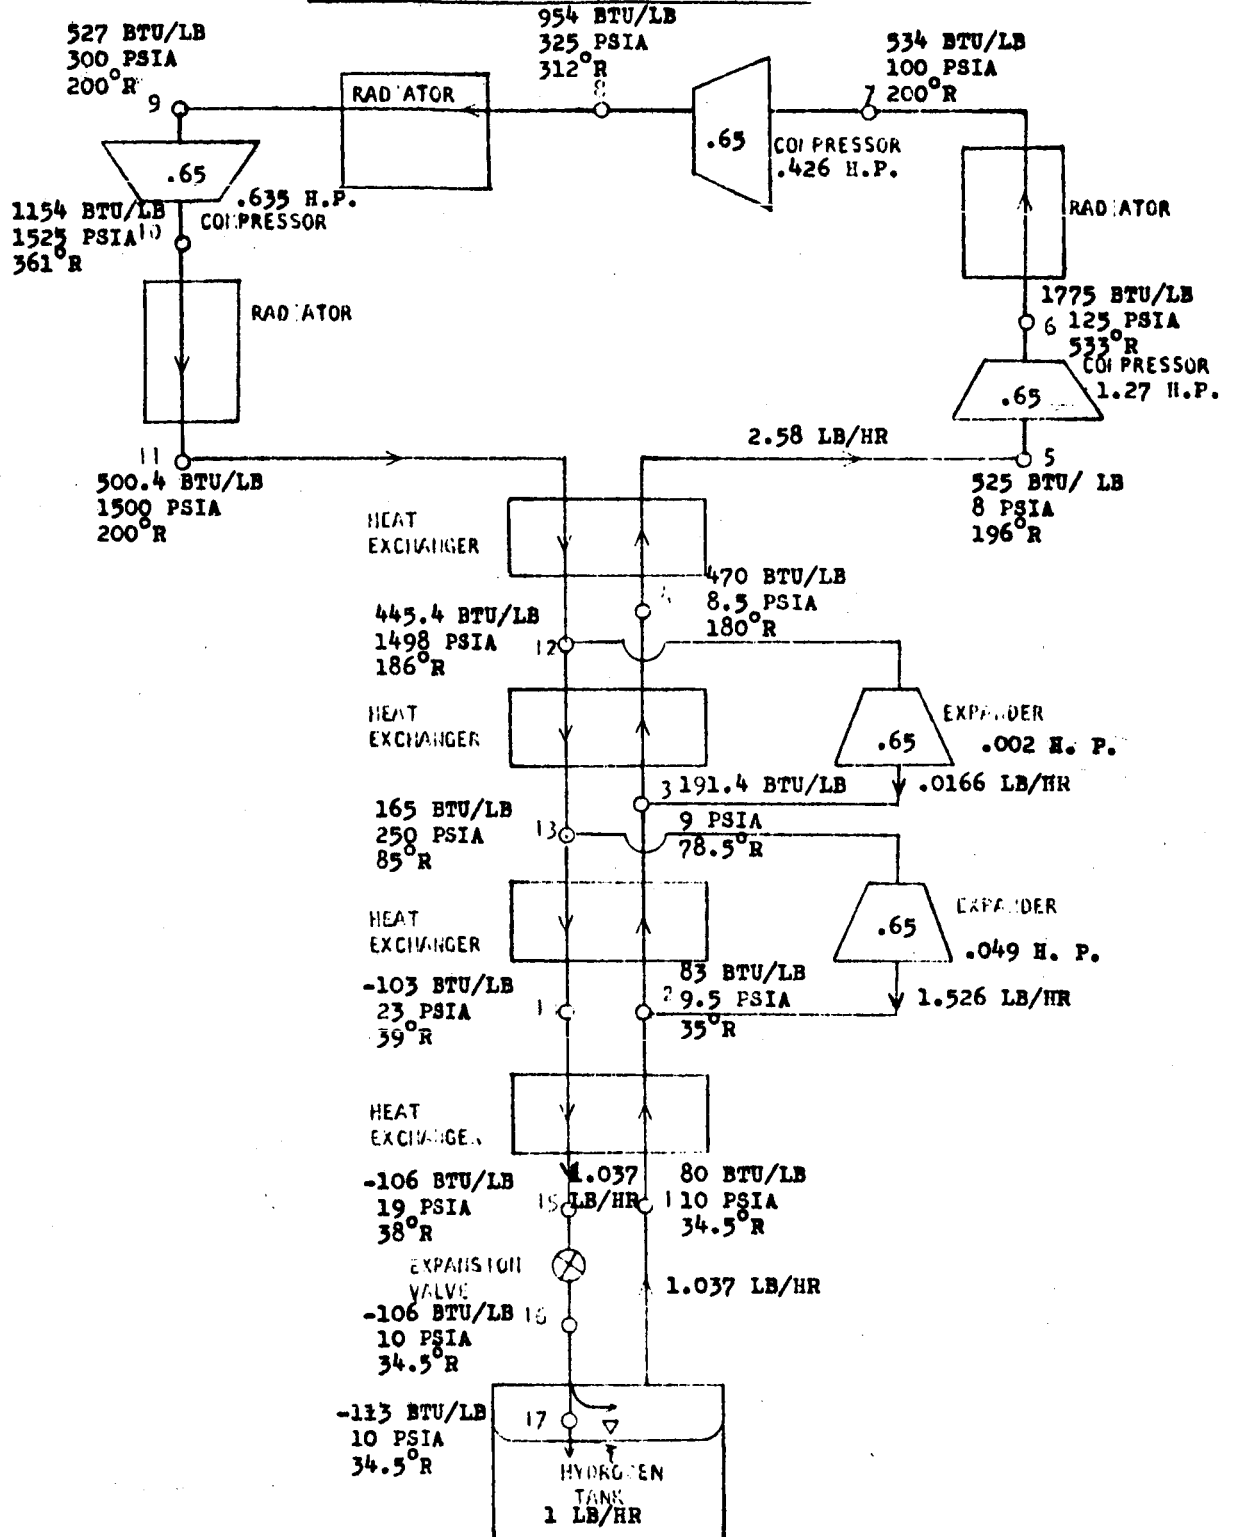 954 BTU/LB
325 PSIA
312°R
8
527 BTU/LB
300 PSIA
200°R
9
534 BTU/LB
100 PSIA
200°R
7
RADIATOR
.65
COMPRESSOR
.426 H.P.
.65
.635 H.P.
COMPRESSOR
1154 BTU/LB
1525 PSIA
361°R
10
RADIATOR
RADIATOR
1775 BTU/LB
6 125 PSIA
533°R
COMPRESSOR
1.27 H.P.
.65
2.58 LB/HR
5
525 BTU/ LB
8 PSIA
196°R
11
500.4 BTU/LB
1500 PSIA
200°R
HEAT
EXCHANGER
470 BTU/LB
8.5 PSIA
180°R
445.4 BTU/LB
1498 PSIA
186°R
12
HEAT
EXCHANGER
EXPANDER
.002 H. P.
.65
.0166 LB/HR
3 191.4 BTU/LB
9 PSIA
78.5°R
165 BTU/LB
250 PSIA
85°R
13
HEAT
EXCHANGER
EXPANDER
.049 H. P.
.65
1.526 LB/HR
83 BTU/LB
2 9.5 PSIA
35°R
-103 BTU/LB
23 PSIA
39°R
HEAT
EXCHANGER
1.037
LB/HR
80 BTU/LB
1 10 PSIA
34.5°R
-106 BTU/LB
19 PSIA
38°R
15
EXPANSION
VALVE
1.037 LB/HR
-106 BTU/LB
10 PSIA
34.5°R
16
-113 BTU/LB
10 PSIA
34.5°R
17
HYDROGEN
TANK
1 LB/HR